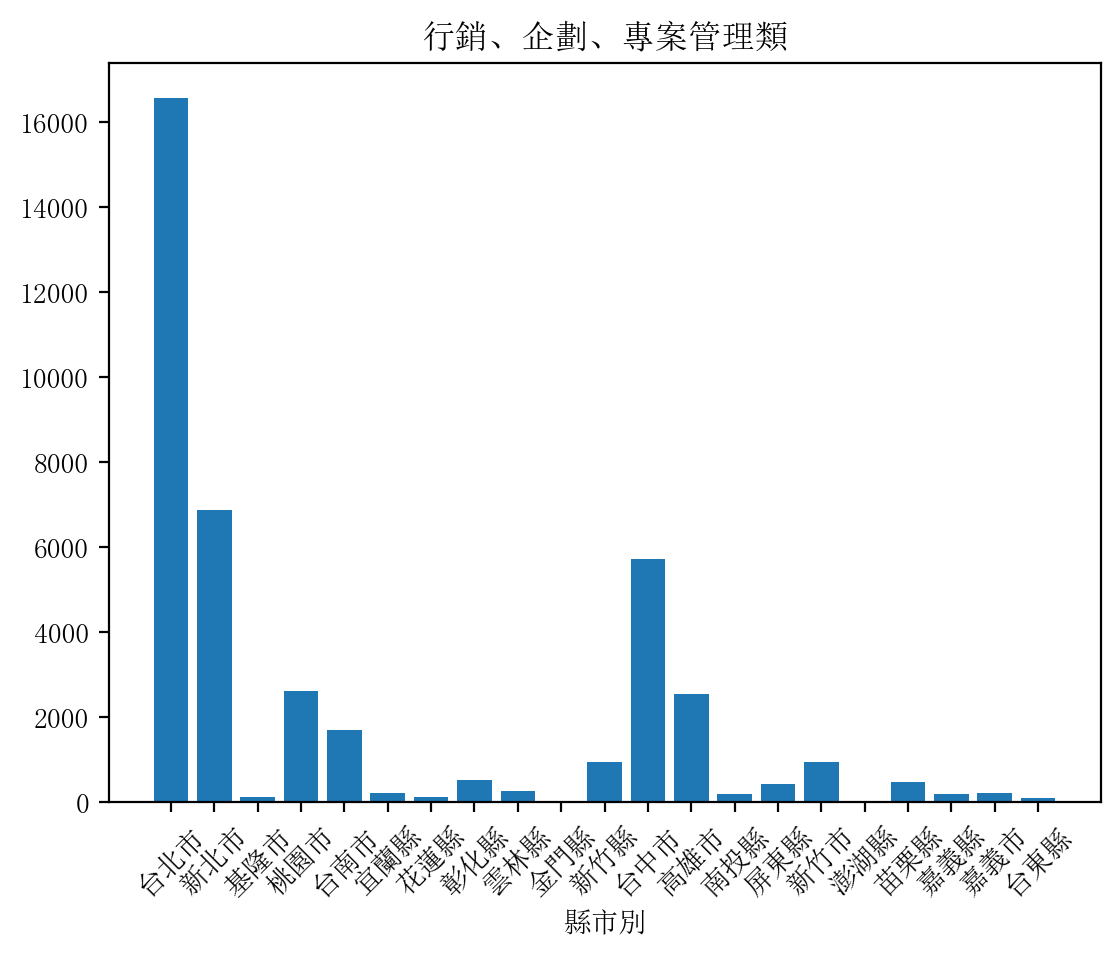 行銷、企劃、專案管理類
16000
14000
12000
10000
8000
6000
4000
2000
0
台北市
新北市
基隆市
桃園市
台南市
宜蘭縣
花蓮縣
彰化縣
雲林縣
金門縣
新竹縣
台中市
高雄市
南投縣
屏東縣
新竹市
澎湖縣
苗栗縣
嘉義縣
嘉義市
台東縣
縣市別